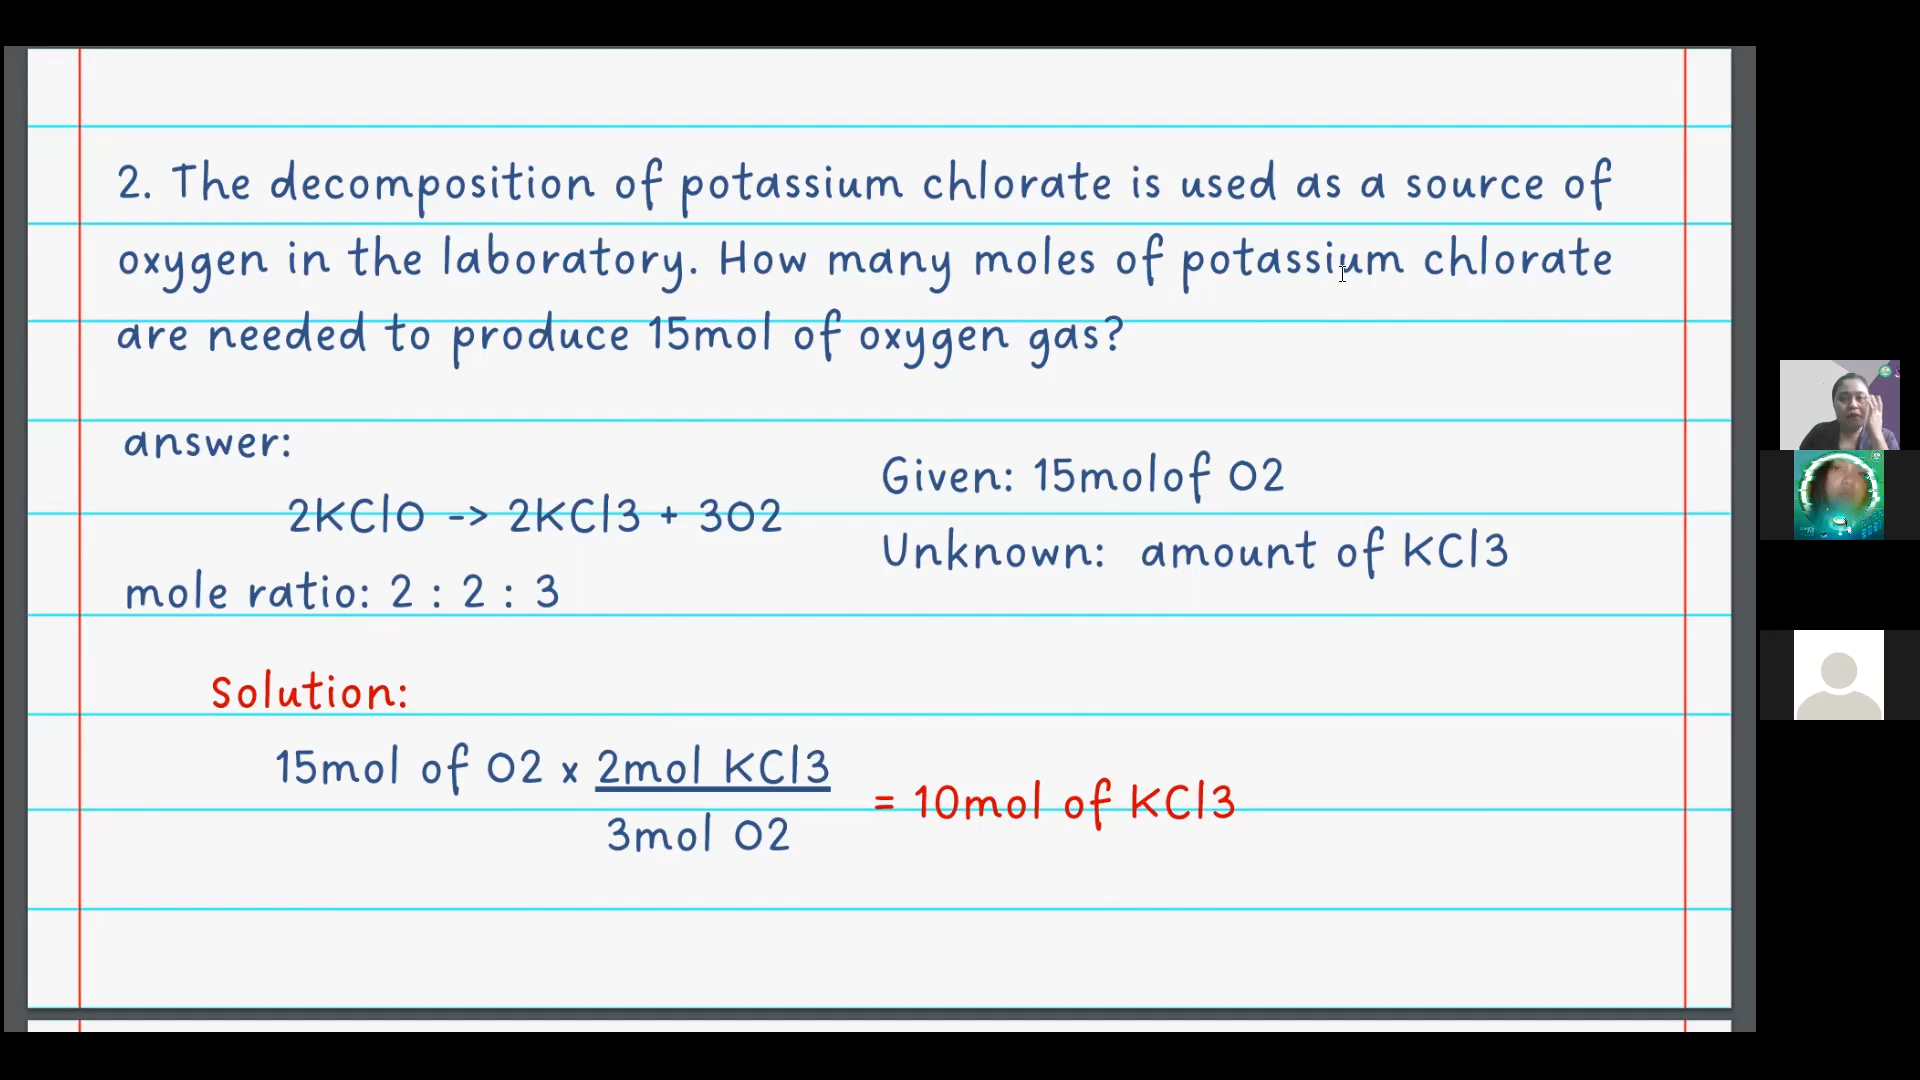 2. The decomposition of potassium chlorate is used as a source of
oxygen in the laboratory. How many moles of potassium chlorate
are needed to produce 15mol of oxygen gas?
answer:
2KClO -> 2KCl3 + 3O2
mole ratio: 2 : 2 : 3
Given: 15molof O2
Unknown: amount of KCl3
Solution:
15mol of O2 x 2mol KCl3
3mol O2
= 10mol of KCl3